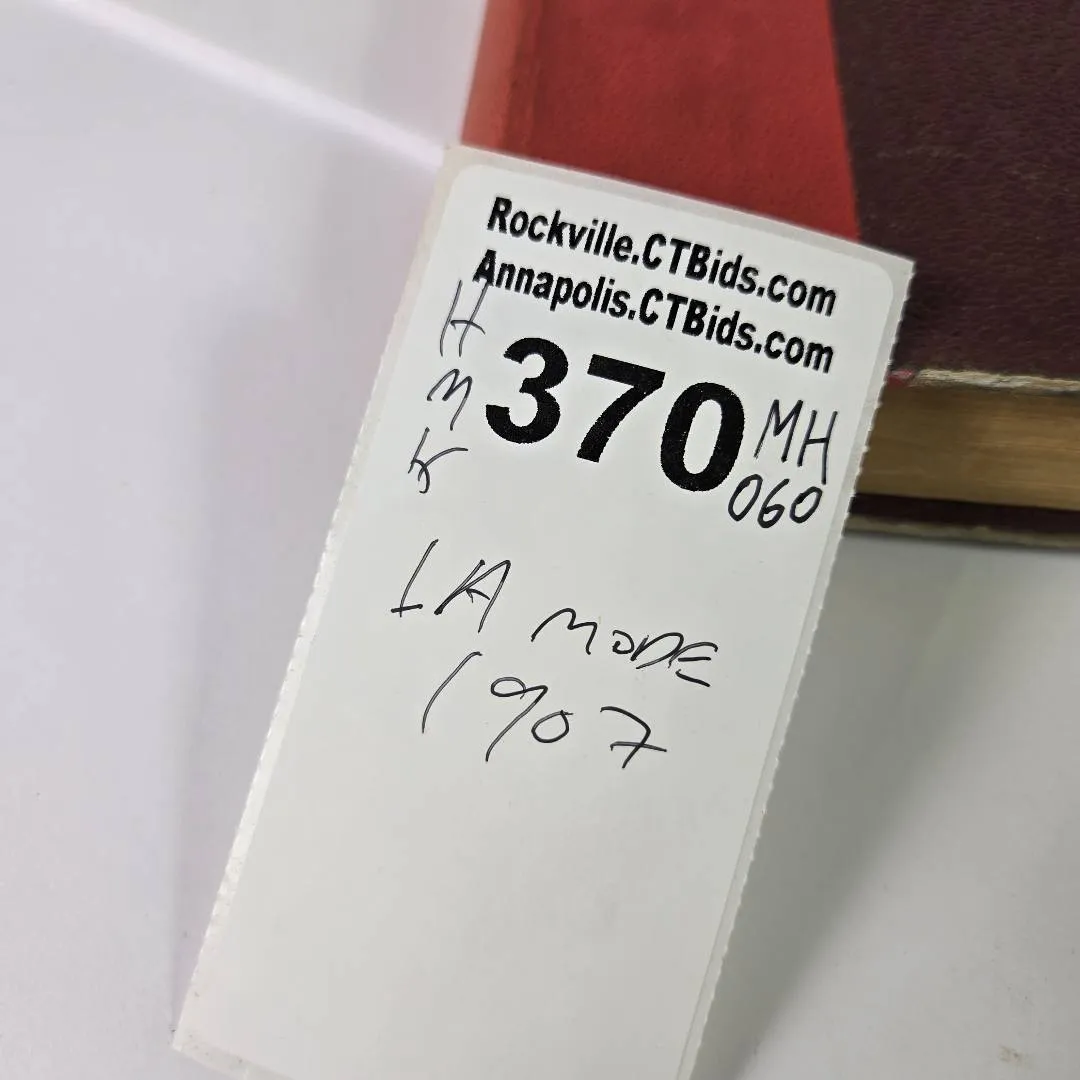 Rockville.CTBids.com
Annapolis.CTBids.com
H
M
K
370
MH
060
LA MODE
1907